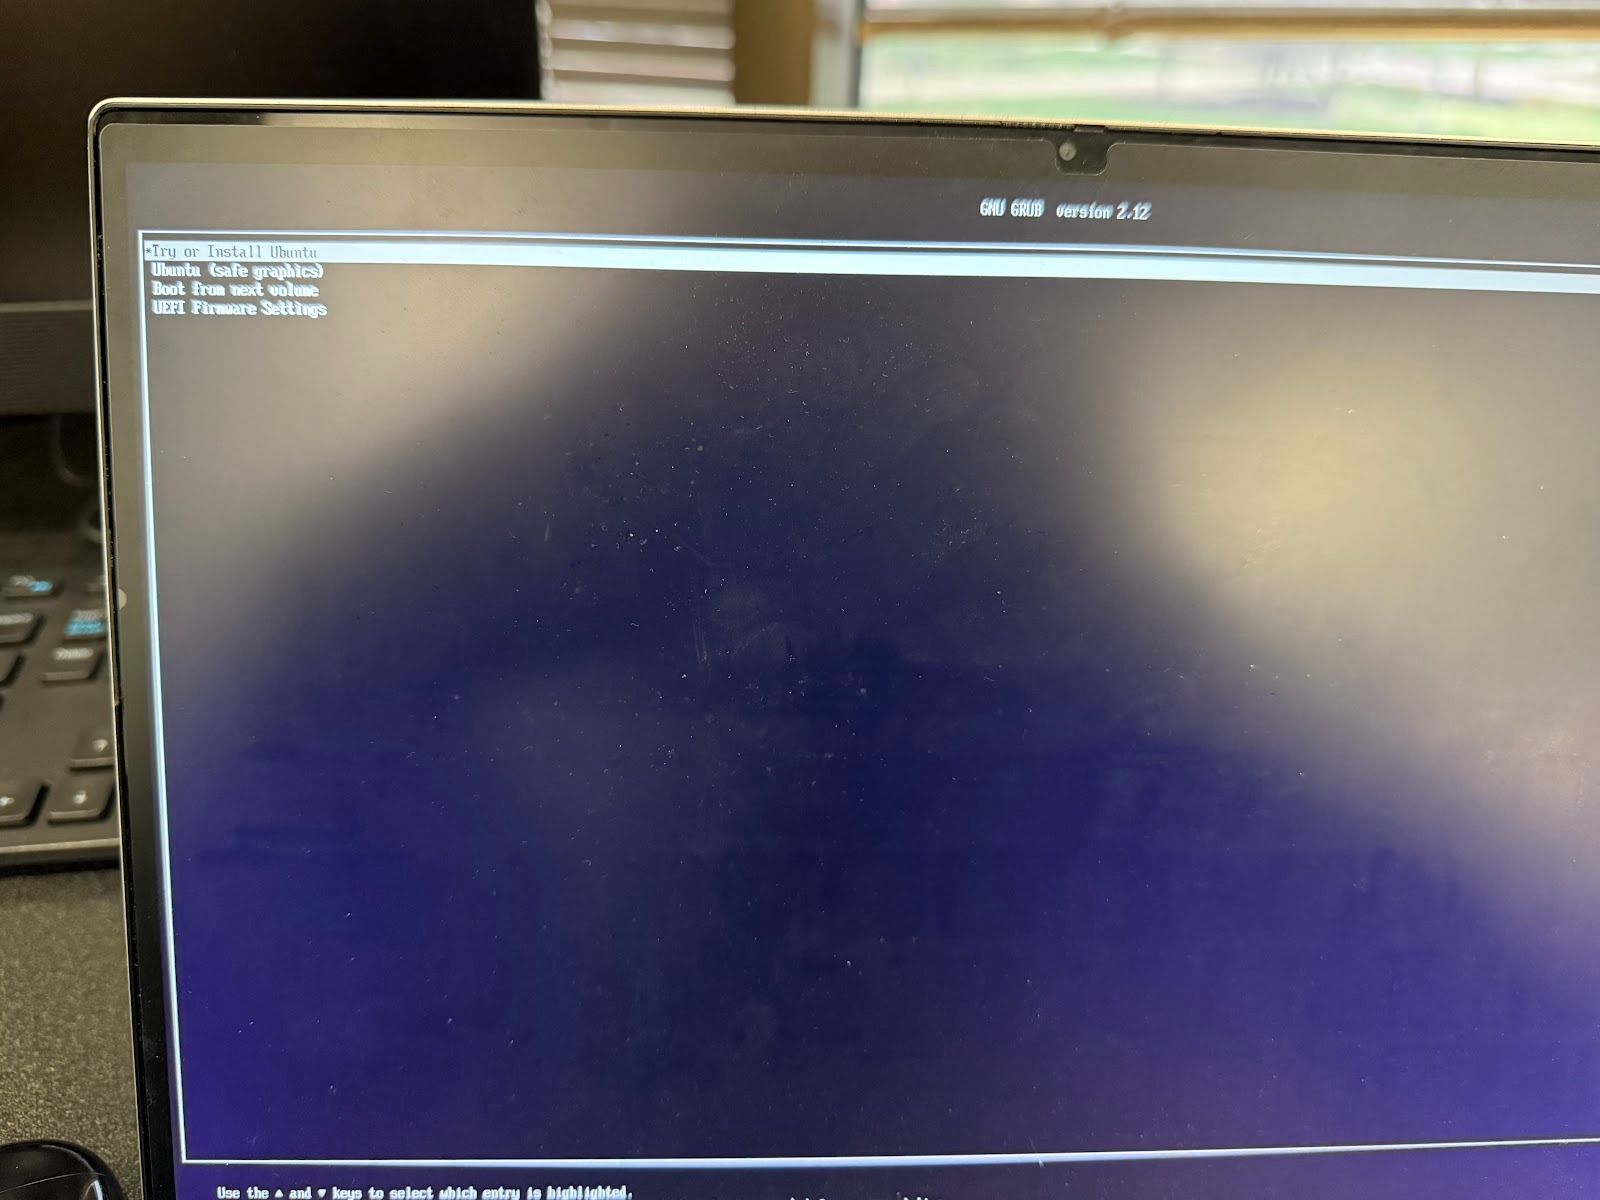 GNU GRUB version 2.12
*Try or Install Ubuntu
Ubuntu (safe graphics)
Boot from next volume
UEFI Firmware Settings
Use the ▲ and ▼ keys to select which entry is highlighted.